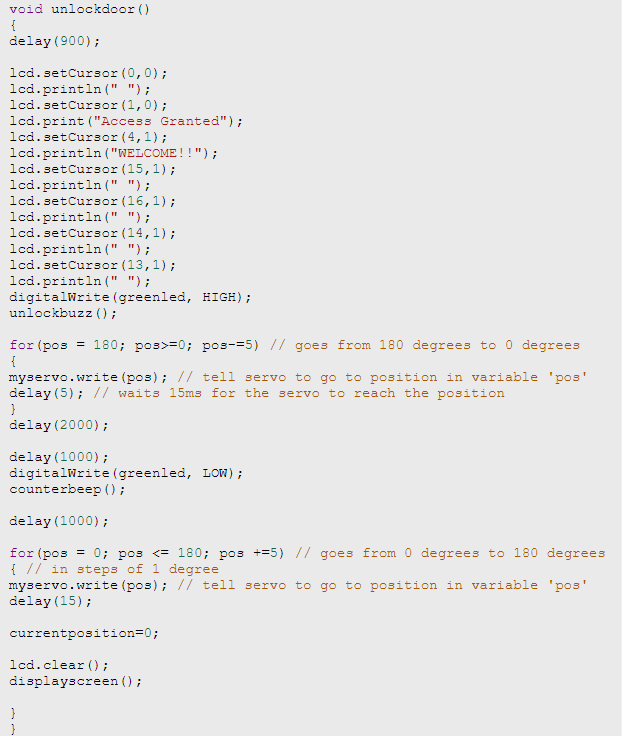 void unlockdoor()
{
delay(900);

lcd.setCursor(0,0);
lcd.println(" ");
lcd.setCursor(1,0);
lcd.print("Access Granted");
lcd.setCursor(4,1);
lcd.println("WELCOME!!");
lcd.setCursor(15,1);
lcd.println(" ");
lcd.setCursor(16,1);
lcd.println(" ");
lcd.setCursor(14,1);
lcd.println(" ");
lcd.setCursor(13,1);
lcd.println(" ");
digitalWrite(greenled, HIGH);
unlockbuzz();

for(pos = 180; pos>=0; pos-=5) // goes from 180 degrees to 0 degrees
{
myservo.write(pos); // tell servo to go to position in variable 'pos'
delay(5); // waits 15ms for the servo to reach the position
}
delay(2000);

delay(1000);
digitalWrite(greenled, LOW);
counterbeep();

delay(1000);

for(pos = 0; pos <= 180; pos +=5) // goes from 0 degrees to 180 degrees
{ // in steps of 1 degree
myservo.write(pos); // tell servo to go to position in variable 'pos'
delay(15);

currentposition=0;

lcd.clear();
displayscreen();

}
}